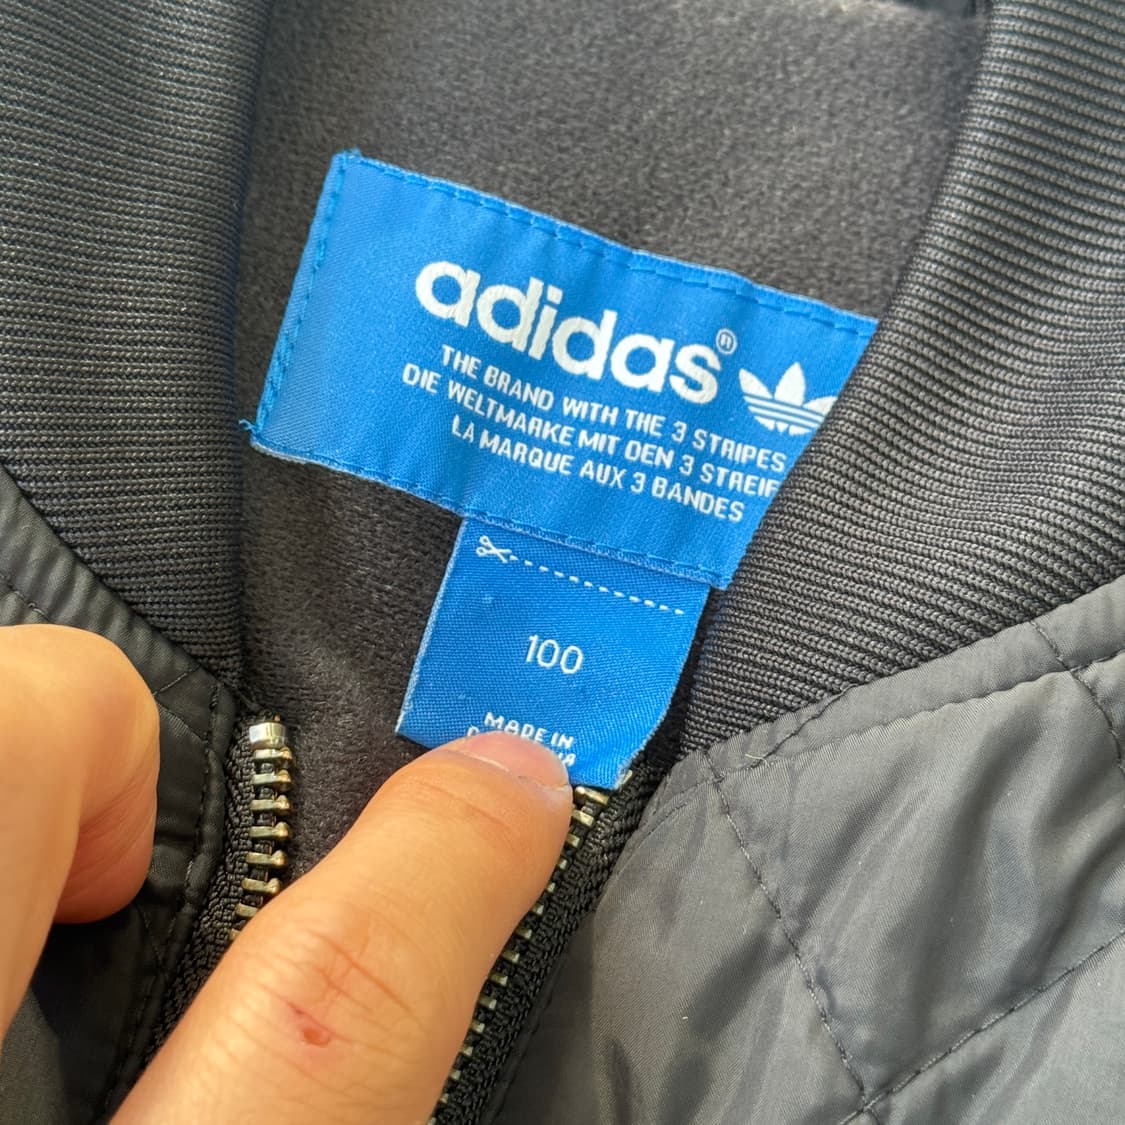 adidas®
THE BRAND WITH THE 3 STRIPES
DIE WELTMARKE MIT DEN 3 STREIF
LA MARQUE AUX 3 BANDES
100
MADE IN